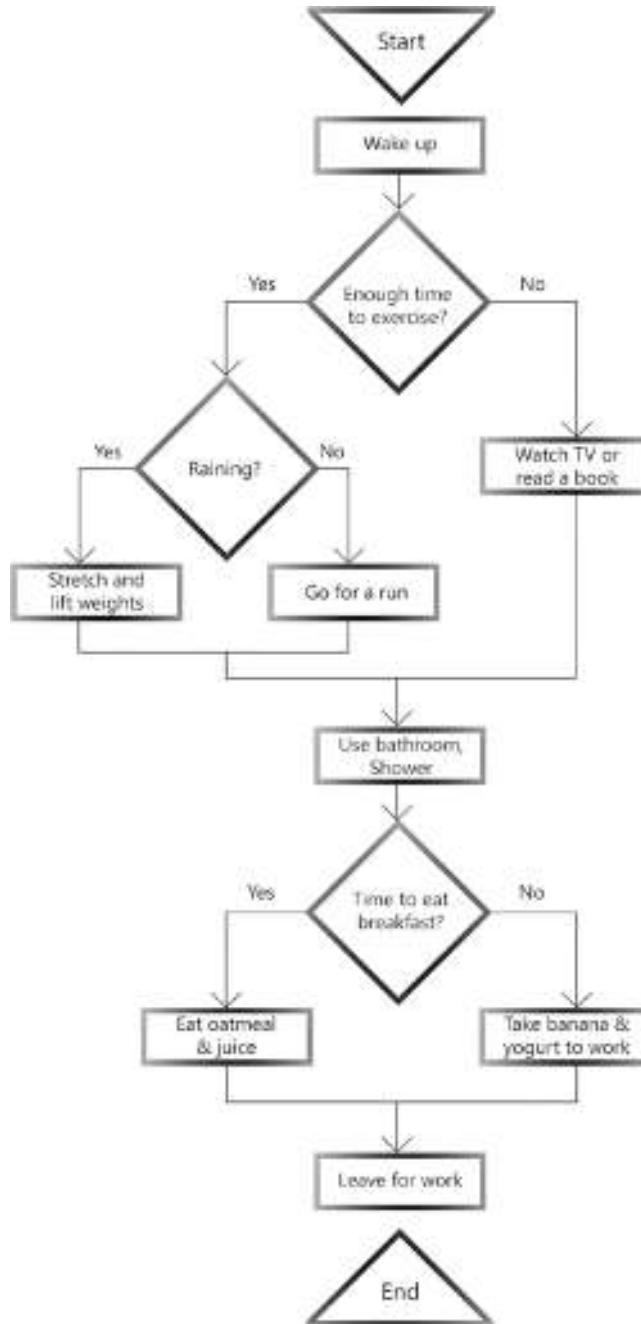 Start
Wake up
Enough time
to exercise?
Yes
No
Raining?
Yes
No
Watch TV or
read a book
Stretch and
lift weights
Go for a run
Use bathroom,
Shower
Time to eat
breakfast?
Yes
No
Eat oatmeal
& juice
Take banana &
yogurt to work
Leave for work
End